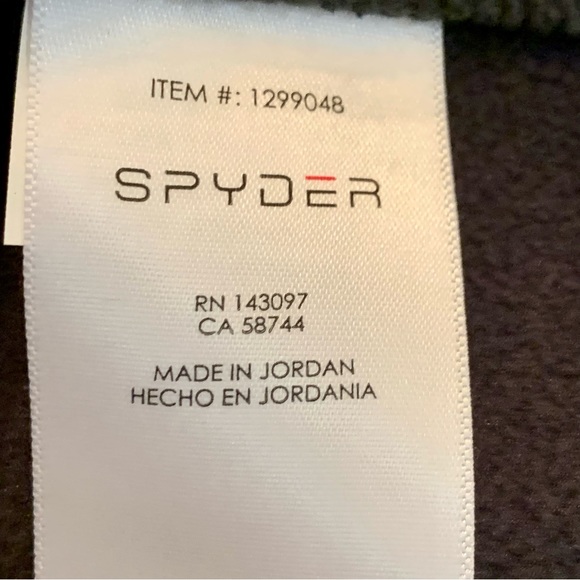 ITEM #: 1299048
SPYDER
RN 143097
CA 58744
MADE IN JORDAN
HECHO EN JORDANIA